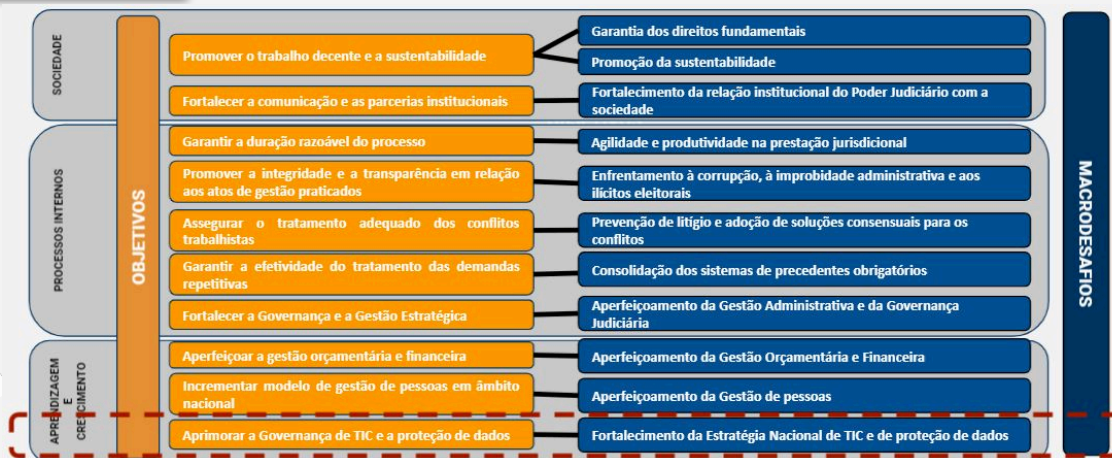 SOCIEDADE
OBJETIVOS
Promover o trabalho decente e a sustentabilidade
Garantia dos direitos fundamentais
Promoção da sustentabilidade
Fortalecer a comunicação e as parcerias institucionais
Fortalecimento da relação institucional do Poder Judiciário com a
sociedade
PROCESSOS INTERNOS
Garantir a duração razoável do processo
Agilidade e produtividade na prestação jurisdicional
Promover a integridade e a transparência em relação
aos atos de gestão praticados
Enfrentamento à corrupção, à improbidade administrativa e aos
ilícitos eleitorais
Assegurar o tratamento adequado dos conflitos
trabalhistas
Prevenção de litígio e adoção de soluções consensuais para os
conflitos
Garantir a efetividade do tratamento das demandas
repetitivas
Consolidação dos sistemas de precedentes obrigatórios
Fortalecer a Governança e a Gestão Estratégica
Aperfeiçoamento da Gestão Administrativa e da Governança
Judiciária
APRENDIZAGEM
E
CRESCIMENTO
Aperfeiçoar a gestão orçamentária e financeira
Aperfeiçoamento da Gestão Orçamentária e Financeira
Incrementar modelo de gestão de pessoas em âmbito
nacional
Aperfeiçoamento da Gestão de pessoas
Aprimorar a Governança de TIC e a proteção de dados
Fortalecimento da Estratégia Nacional de TIC e de proteção de dados
MACRODESAFIOS